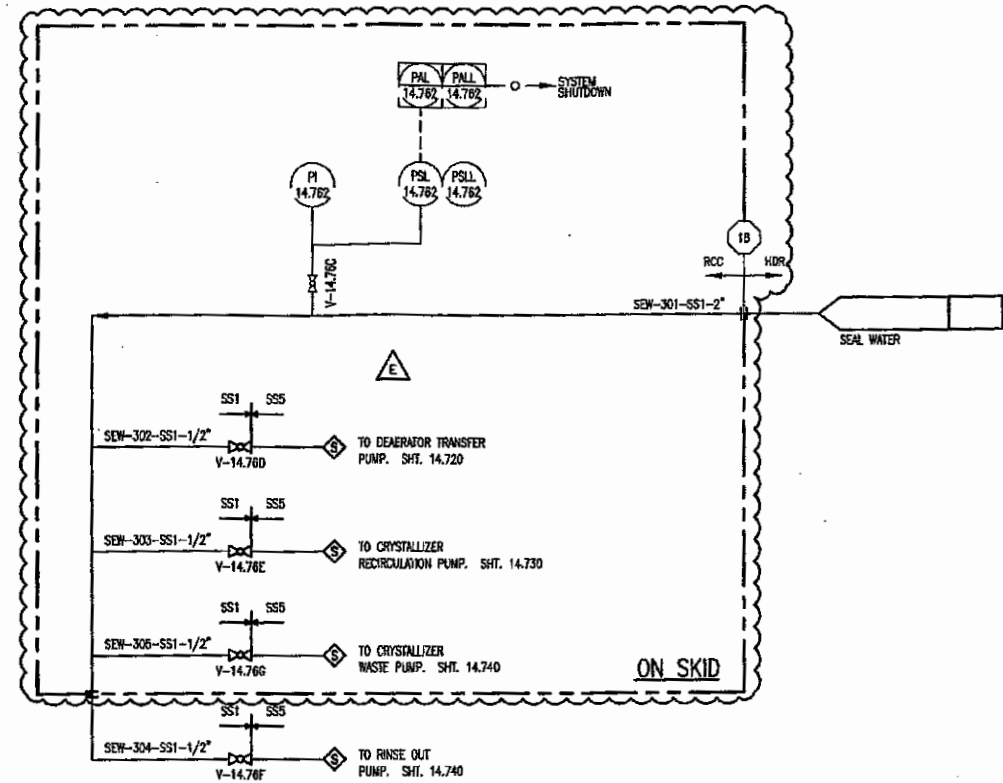 PAL
14.762
PALL
14.762
SYSTEM
SHUTDOWN
PI
14.762
PSL
14.762
PSLL
14.762
V-14.76C
1B
RCC
HDR
SEW-301-SS1-2"
SEAL WATER
E
SS1
SS5
SEW-302-SS1-1/2"
V-14.76D
S
TO DEAERATOR TRANSFER
PUMP. SHT. 14.720
SS1
SS5
SEW-303-SS1-1/2"
V-14.76E
S
TO CRYSTALLIZER
RECIRCULATION PUMP. SHT. 14.730
SS1
SS5
SEW-305-SS1-1/2"
V-14.76G
S
TO CRYSTALLIZER
WASTE PUMP. SHT. 14.740
ON SKID
SS1
SS5
SEW-304-SS1-1/2"
V-14.76F
S
TO RINSE OUT
PUMP. SHT. 14.740